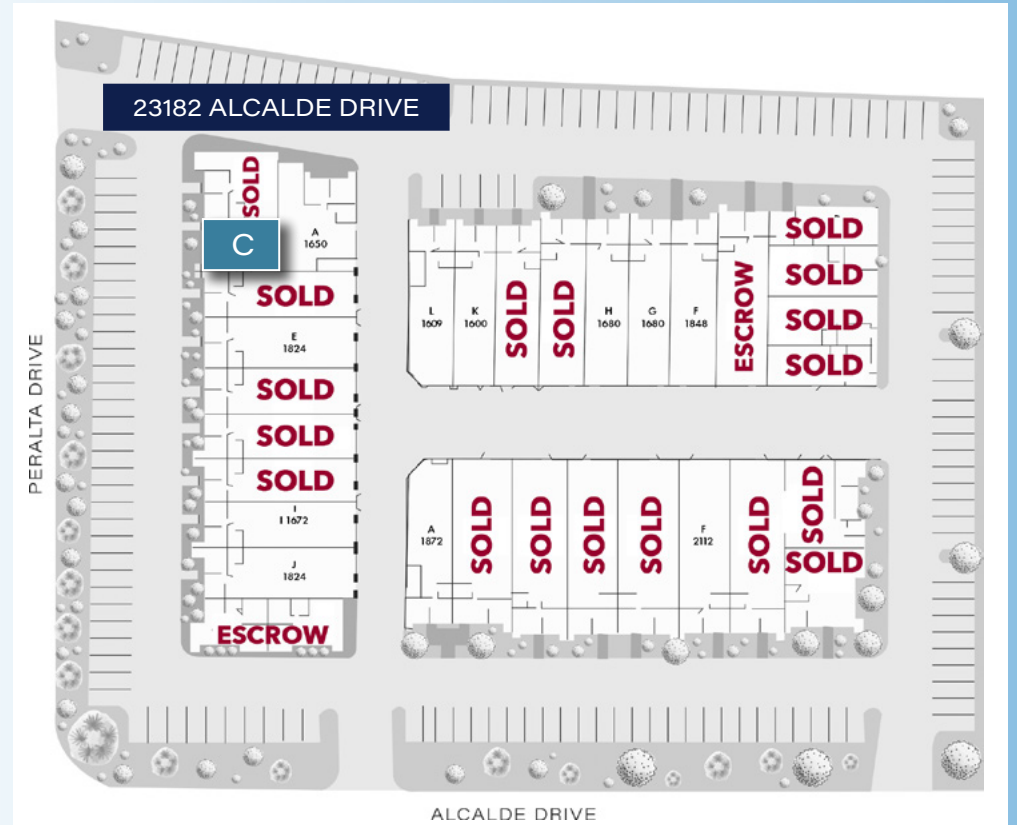 23182 ALCALDE DRIVE
SOLD
A
1650
C
SOLD
E
1824
SOLD
SOLD
SOLD
I
I 1672
J
1824
ESCROW
L
1609
K
1600
SOLD
SOLD
H
1680
G
1680
F
1848
ESCROW
SOLD
SOLD
SOLD
SOLD
A
1872
SOLD
SOLD
SOLD
SOLD
F
2112
SOLD
SOLD
SOLD
PERALTA DRIVE
ALCALDE DRIVE